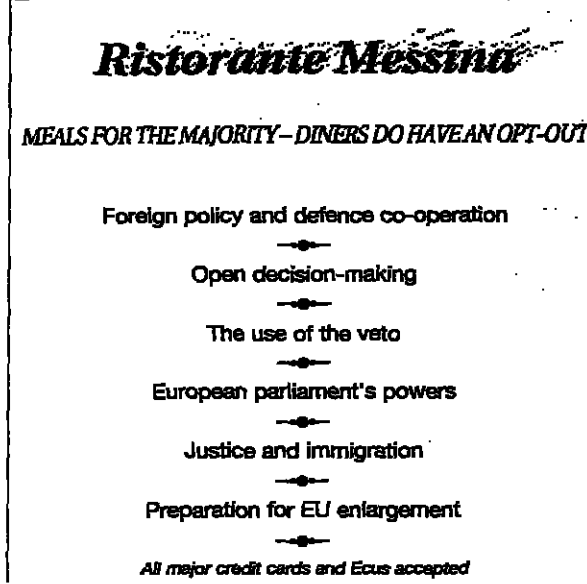 Ristorante Messina
MEALS FOR THE MAJORITY – DINERS DO HAVE AN OPT-OUT
Foreign policy and defence co-operation
Open decision-making
The use of the veto
European parliament's powers
Justice and immigration
Preparation for EU enlargement
All major credit cards and Ecus accepted